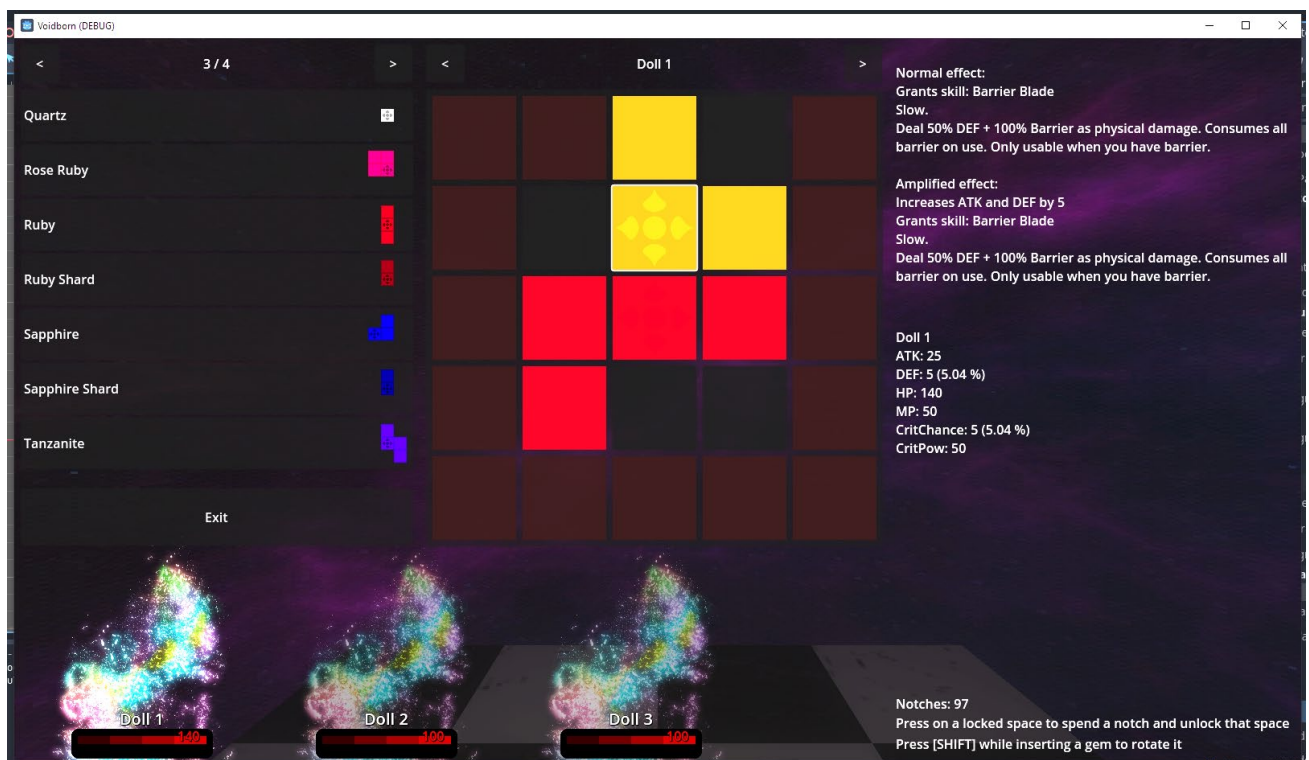 Voidborn (DEBUG)
< 3 / 4 >
< Doll 1 >
Quartz
Rose Ruby
Ruby
Ruby Shard
Sapphire
Sapphire Shard
Tanzanite
Exit
Normal effect:
Grants skill: Barrier Blade
Slow.
Deal 50% DEF + 100% Barrier as physical damage. Consumes all
barrier on use. Only usable when you have barrier.
Amplified effect:
Increases ATK and DEF by 5
Grants skill: Barrier Blade
Slow.
Deal 50% DEF + 100% Barrier as physical damage. Consumes all
barrier on use. Only usable when you have barrier.
Doll 1
ATK: 25
DEF: 5 (5.04 %)
HP: 140
MP: 50
CritChance: 5 (5.04 %)
CritPow: 50
Doll 1
140
Doll 2
100
Doll 3
100
Notches: 97
Press on a locked space to spend a notch and unlock that space
Press [SHIFT] while inserting a gem to rotate it